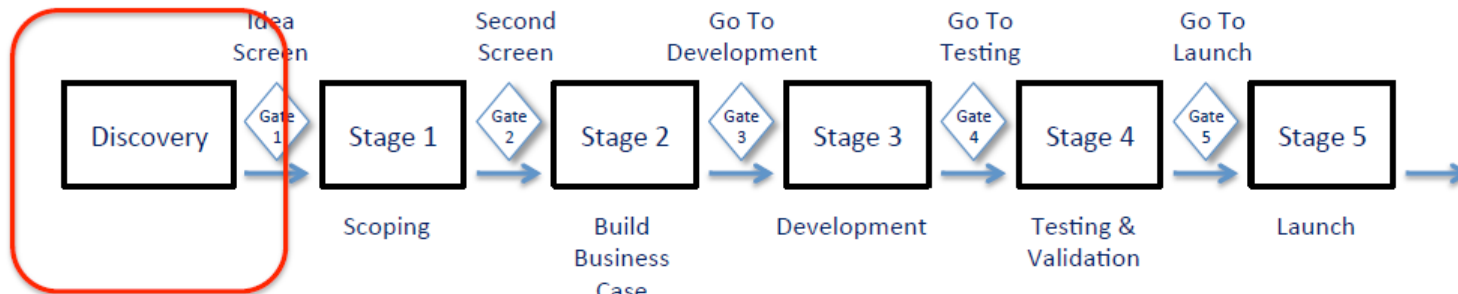 Idea
Screen
Second
Screen
Go To
Development
Go To
Testing
Go To
Launch
Discovery
Gate
1
Stage 1
Gate
2
Stage 2
Gate
3
Stage 3
Gate
4
Stage 4
Gate
5
Stage 5
Scoping
Build
Business
Case
Development
Testing &
Validation
Launch